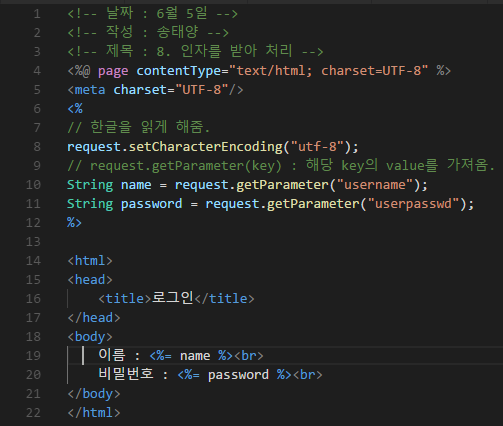 1 <!-- 날짜 : 6월 5일 -->
2 <!-- 작성 : 송태양 -->
3 <!-- 제목 : 8. 인자를 받아 처리 -->
4 <%@ page contentType="text/html; charset=UTF-8" %>
5 <meta charset="UTF-8"/>
6 <%
7 // 한글을 읽게 해줌.
8 request.setCharacterEncoding("utf-8");
9 // request.getParameter(key) : 해당 key의 value를 가져옴.
10 String name = request.getParameter("username");
11 String password = request.getParameter("userpasswd");
12 %>
13
14 <html>
15 <head>
16 <title>로그인</title>
17 </head>
18 <body>
19 이름 : <%= name %><br>
20 비밀번호 : <%= password %><br>
21 </body>
22 </html>